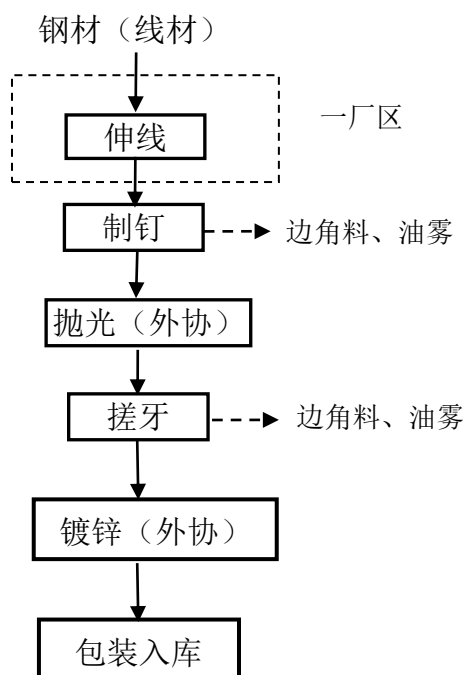 钢材（线材）
一厂区
伸线
制钉
边角料、油雾
抛光（外协）
搓牙
边角料、油雾
镀锌（外协）
包装入库